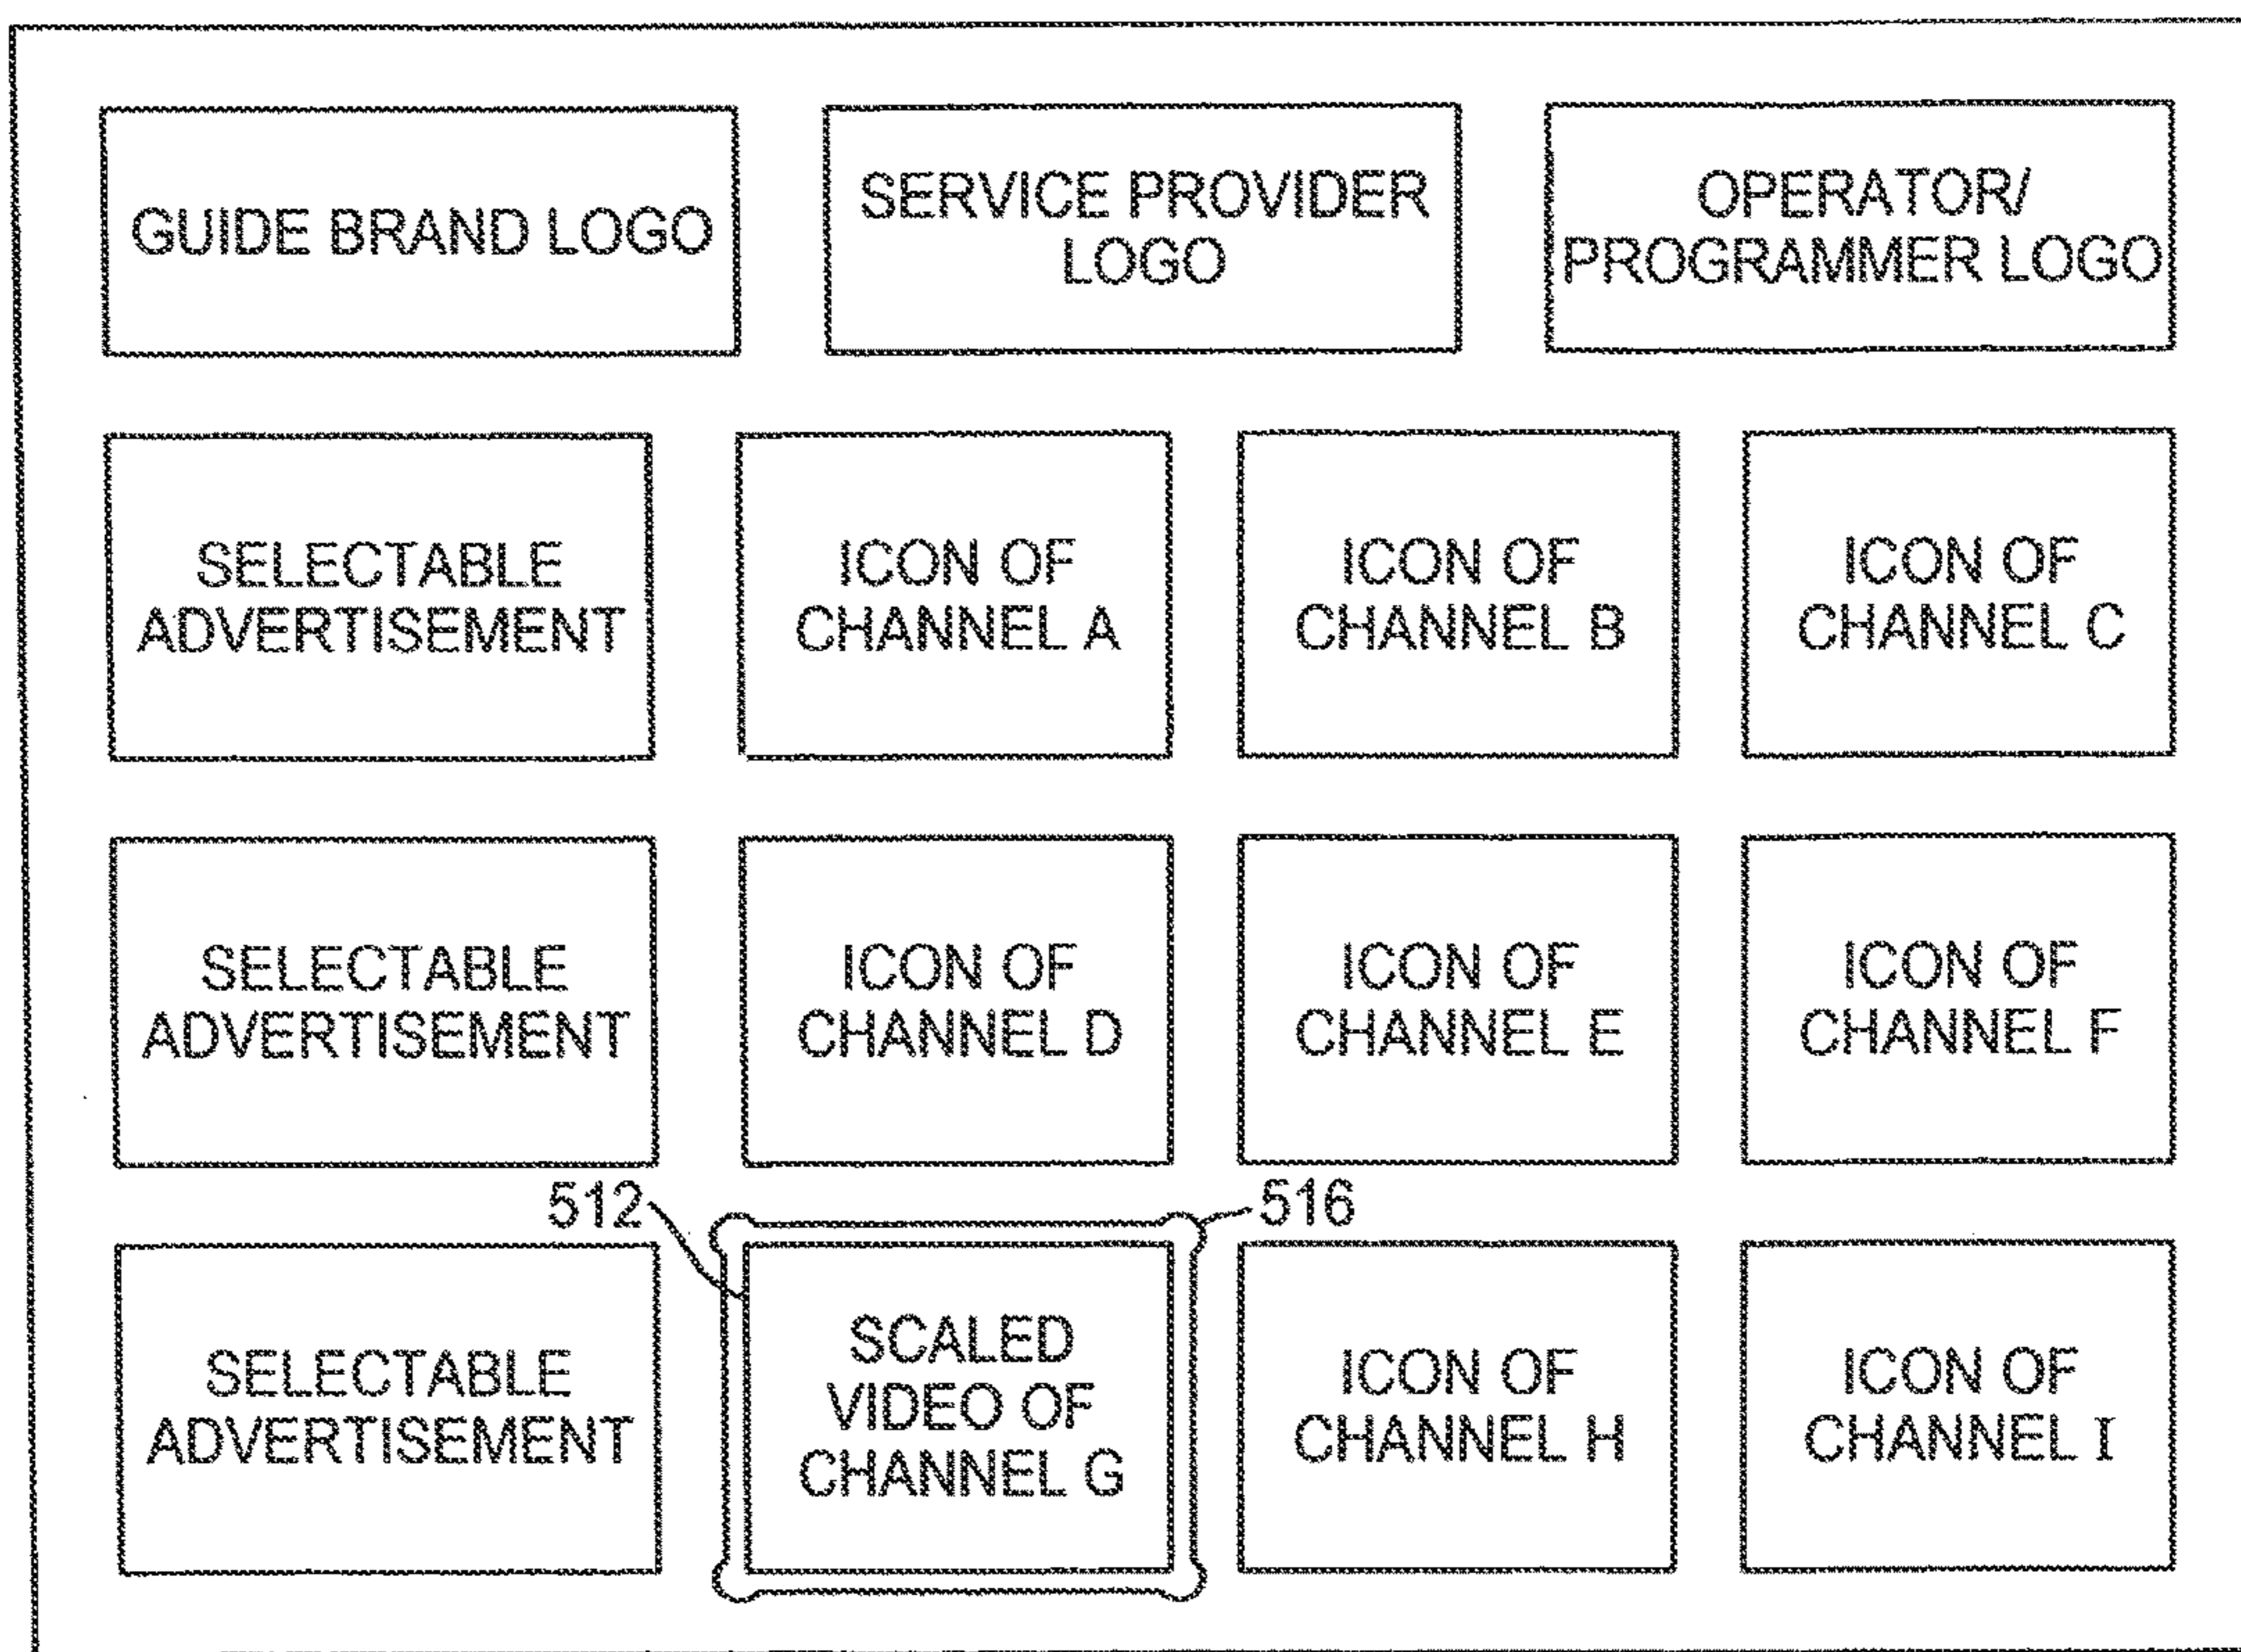 GUIDE BRAND LOGO
SERVICE PROVIDER
LOGO
OPERATOR/
PROGRAMMER LOGO
SELECTABLE
ADVERTISEMENT
ICON OF
CHANNEL A
ICON OF
CHANNEL B
ICON OF
CHANNEL C
SELECTABLE
ADVERTISEMENT
ICON OF
CHANNEL D
ICON OF
CHANNEL E
ICON OF
CHANNEL F
512
516
SELECTABLE
ADVERTISEMENT
SCALED
VIDEO OF
CHANNEL G
ICON OF
CHANNEL H
ICON OF
CHANNEL I